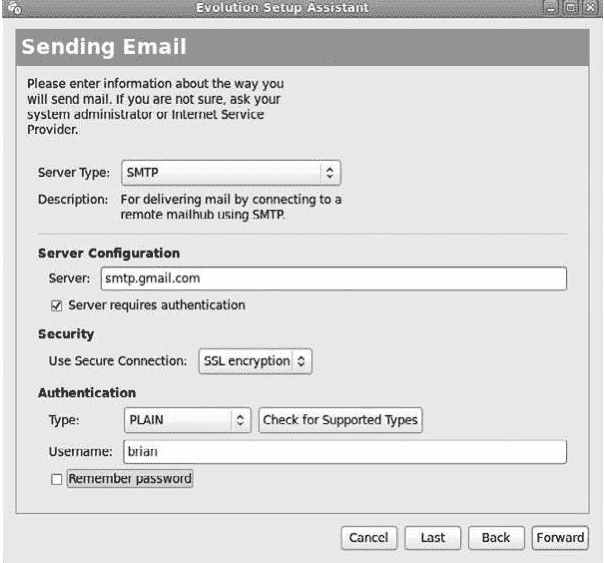 Evolution Setup Assistant
Sending Email
Please enter information about the way you
will send mail. If you are not sure, ask your
system administrator or Internet Service
Provider.
Server Type: SMTP
Description: For delivering mail by connecting to a
remote mailhub using SMTP.
Server Configuration
Server: smtp.gmail.com
Server requires authentication
Security
Use Secure Connection: SSL encryption
Authentication
Type: PLAIN Check for Supported Types
Username: brian
Remember password
Cancel Last Back Forward